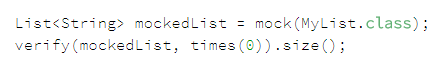 List<String> mockedList = mock(MyList.class);
verify(mockedList, times(0)).size();